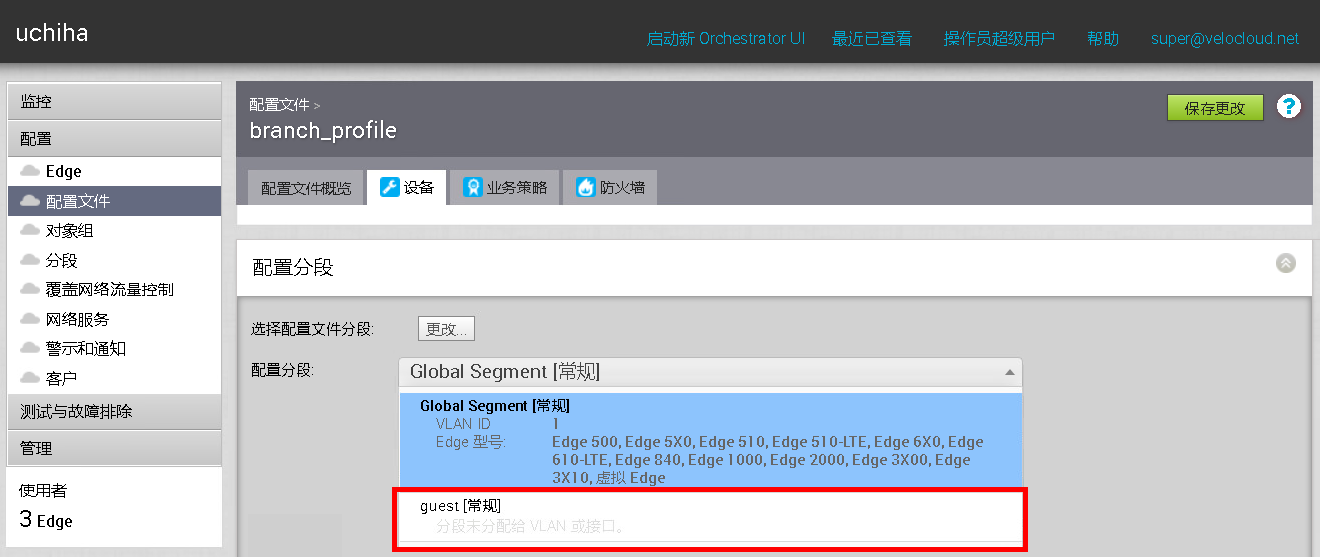 uchiha
启动新 Orchestrator UI 最近已查看 操作员超级用户 帮助 super@velocloud.net
监控
配置
Edge
配置文件
对象组
分段
覆盖网络流量控制
网络服务
警示和通知
客户
测试与故障排除
管理
使用者
3 Edge
配置文件 >
branch_profile
保存更改
?
配置文件概览 设备 业务策略 防火墙
配置分段
选择配置文件分段: 更改...
配置分段: Global Segment [常规]
Global Segment [常规]
VLAN ID 1
Edge 型号: Edge 500, Edge 5X0, Edge 510, Edge 510-LTE, Edge 6X0, Edge
610-LTE, Edge 840, Edge 1000, Edge 2000, Edge 3X00, Edge
3X10, 虚拟 Edge
guest [常规]
分段未分配给 VLAN 或接口。